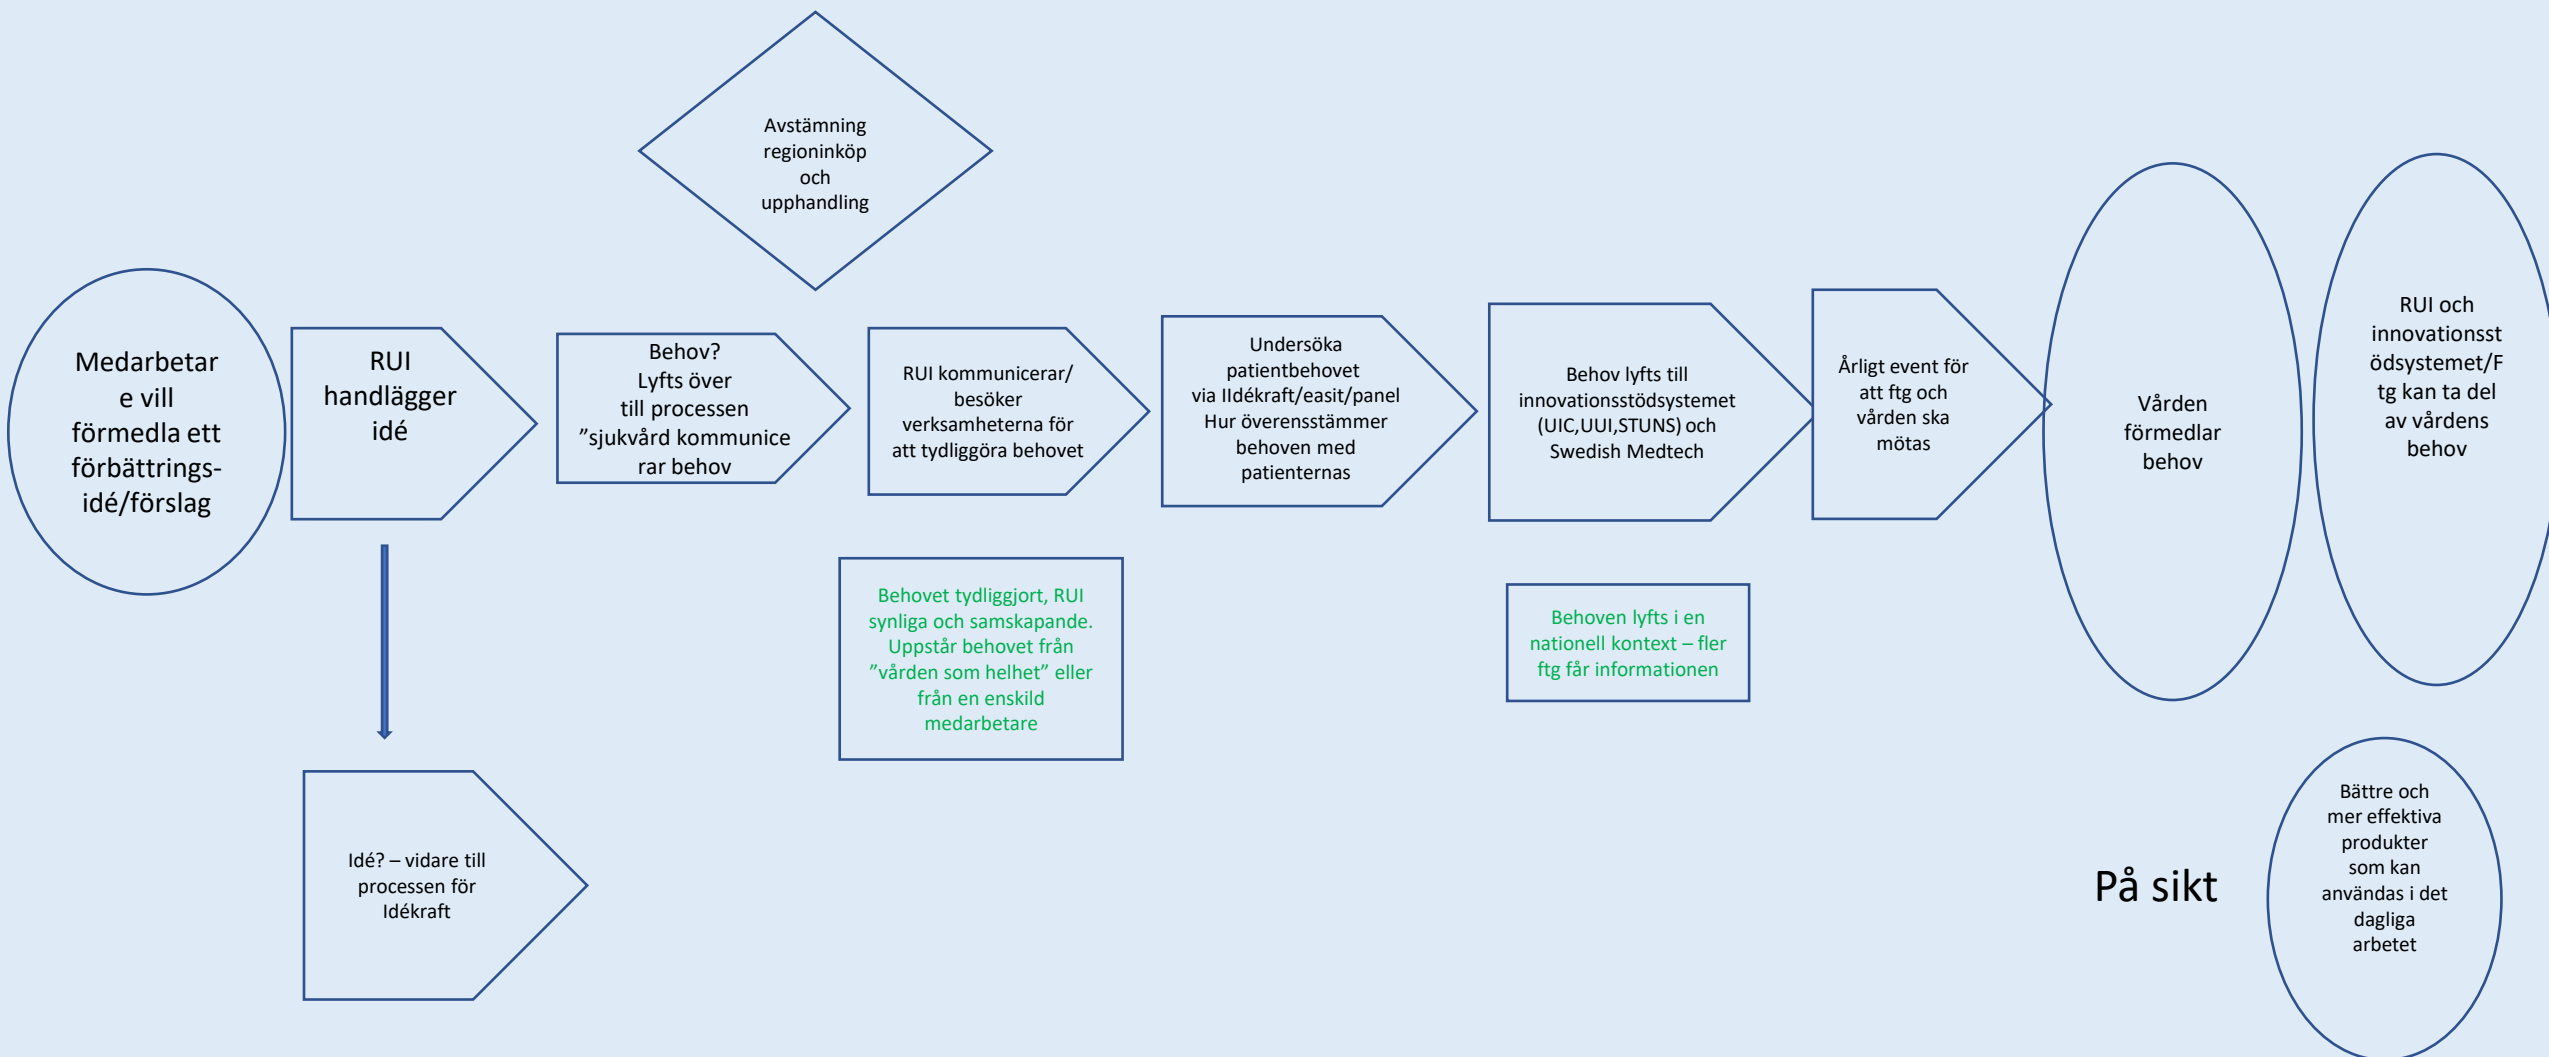 Avstämning
regioninköp
och
upphandling
Medarbetar
e vill
förmedla ett
förbättrings-
idé/förslag
RUI
handlägger
idé
Behov?
Lyfts över
till processen
”sjukvård kommunice
rar behov
RUI kommunicerar/
besöker
verksamheterna för
att tydliggöra behovet
Undersöka
patientbehovet
via IIdékraft/easit/panel
Hur överensstämmer
behoven med
patienternas
Behov lyfts till
innovationsstödsystemet
(UIC,UUI,STUNS) och
Swedish Medtech
Årligt event för
att ftg och
vården ska
mötas
Vården
förmedlar
behov
RUI och
innovationsst
ödsystemet/F
tg kan ta del
av vårdens
behov
Behovet tydliggjort, RUI
synliga och samskapande.
Uppstår behovet från
”vården som helhet” eller
från en enskild
medarbetare
Behoven lyfts i en
nationell kontext – fler
ftg får informationen
Idé? – vidare till
processen för
Idékraft
På sikt
Bättre och
mer effektiva
produkter
som kan
användas i det
dagliga
arbetet